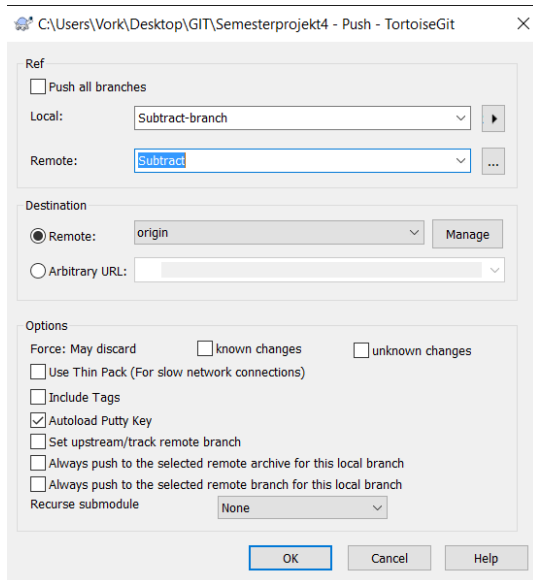 C:\Users\Vork\Desktop\GIT\Semesterprojekt4 - Push - TortoiseGit
Ref
Push all branches
Local: Subtract-branch
Remote: Subtract ...
Destination
Remote: origin Manage
Arbitrary URL:
Options
Force: May discard known changes unknown changes
Use Thin Pack (For slow network connections)
Include Tags
Autoload Putty Key
Set upstream/track remote branch
Always push to the selected remote archive for this local branch
Always push to the selected remote branch for this local branch
Recurse submodule None
OK Cancel Help